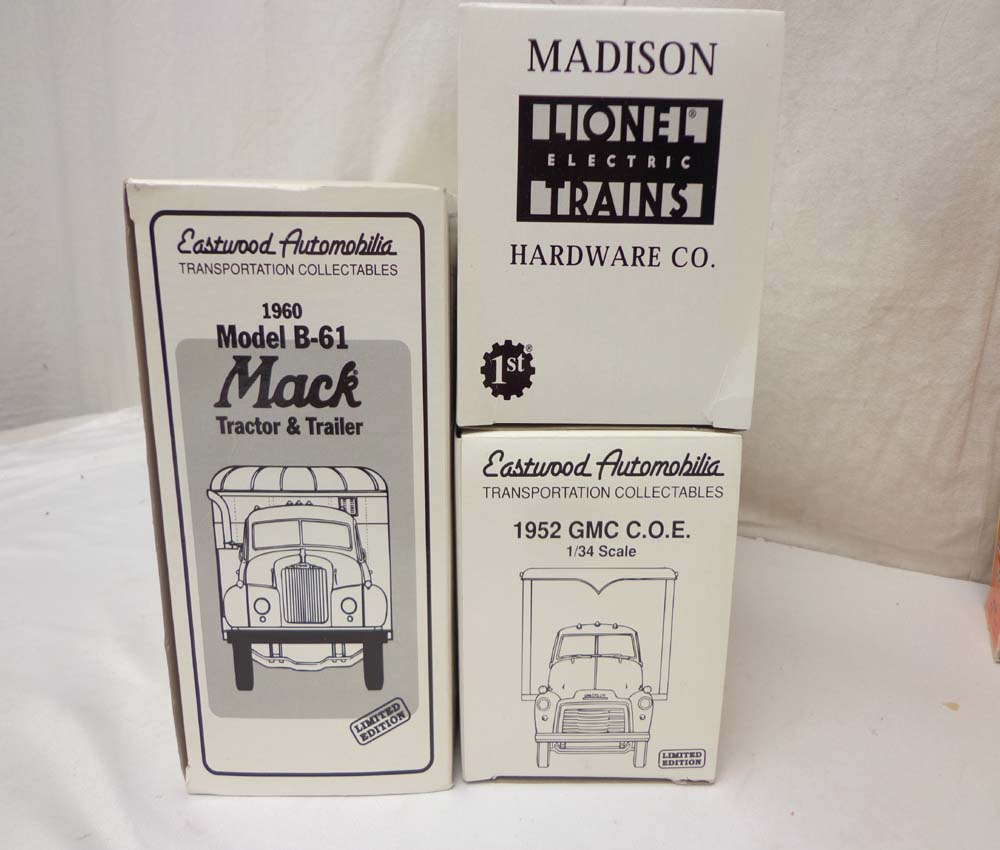 Eastwood Automobilia
TRANSPORTATION COLLECTABLES
1960
Model B-61
Mack
Tractor & Trailer
LIMITED
EDITION
MADISON
LIONEL®
ELECTRIC
TRAINS
HARDWARE CO.
1st®
Eastwood Automobilia
TRANSPORTATION COLLECTABLES
1952 GMC C.O.E.
1/34 Scale
LIMITED
EDITION